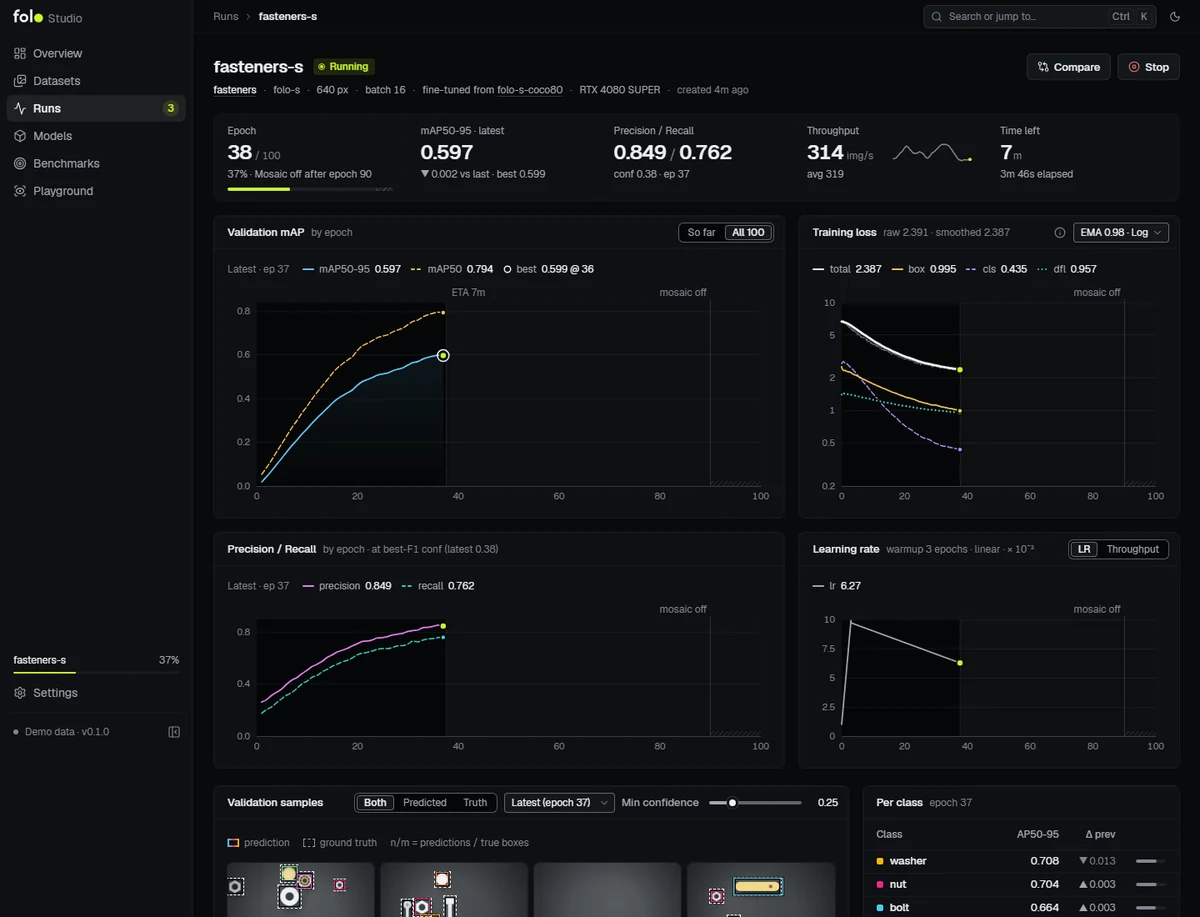 folo Studio
Overview
Datasets
Runs 3
Models
Benchmarks
Playground
fasteners-s 37%
Settings
Demo data · v0.1.0
Runs › fasteners-s
Search or jump to… Ctrl K
fasteners-s Running
Compare Stop
fasteners · folo-s · 640 px · batch 16 · fine-tuned from folo-s-coco80 · RTX 4080 SUPER · created 4m ago
Epoch
38 / 100
37% · Mosaic off after epoch 90
mAP50-95 · latest
0.597
▼ 0.002 vs last · best 0.599
Precision / Recall
0.849 / 0.762
conf 0.38 · ep 37
Throughput
314 img/s
avg 319
Time left
7 m
3m 46s elapsed
Validation mAP by epoch So far All 100
Latest · ep 37 mAP50-95 0.597 mAP50 0.794 best 0.599 @ 36
ETA 7m mosaic off
0.8
0.6
0.4
0.2
0.0
0 20 40 60 80 100
Training loss raw 2.391 · smoothed 2.387 EMA 0.98 · Log
total 2.387 box 0.995 cls 0.435 dfl 0.957
mosaic off
10
5
2
1
0.5
0.2
0 20 40 60 80 100
Precision / Recall by epoch · at best-F1 conf (latest 0.38)
Latest · ep 37 precision 0.849 recall 0.762
mosaic off
0.8
0.4
0.0
0 20 40 60 80 100
Learning rate warmup 3 epochs · linear · × 10⁻³ LR Throughput
lr 6.27
mosaic off
10
7.5
5
2.5
0
0 20 40 60 80 100
Validation samples Both Predicted Truth Latest (epoch 37) Min confidence 0.25
prediction ground truth n/m = predictions / true boxes
Per class epoch 37
Class AP50-95 Δ prev
washer 0.708 ▼0.013
nut 0.704 ▲0.003
bolt 0.664 ▲0.003